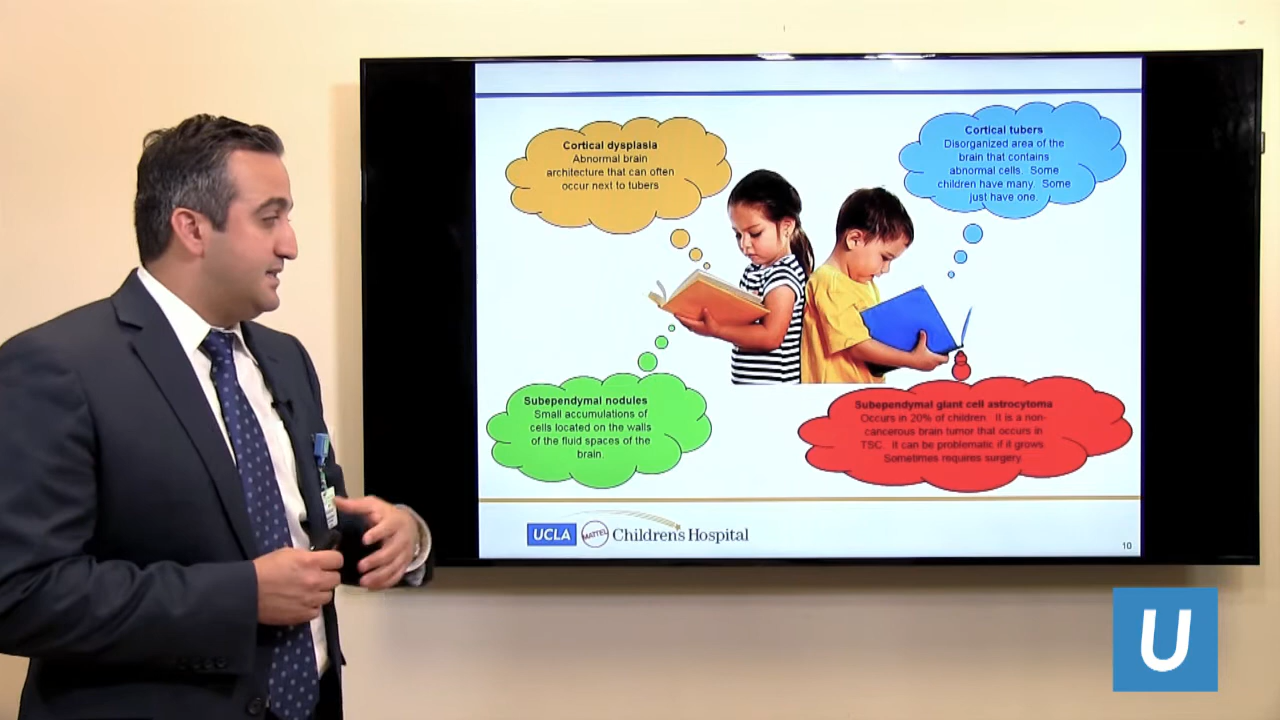 Cortical dysplasia
Abnormal brain
architecture that can often
occur next to tubers
Cortical tubers
Disorganized area of the
brain that contains
abnormal cells. Some
children have many. Some
just have one.
Subependymal nodules
Small accumulations of
cells located on the walls
of the fluid spaces of the
brain.
Subependymal giant cell astrocytoma
Occurs in 20% of children. It is a non-
cancerous brain tumor that occurs in
TSC. It can be problematic if it grows.
Sometimes requires surgery.
UCLA MATTEL Children's Hospital
10
U